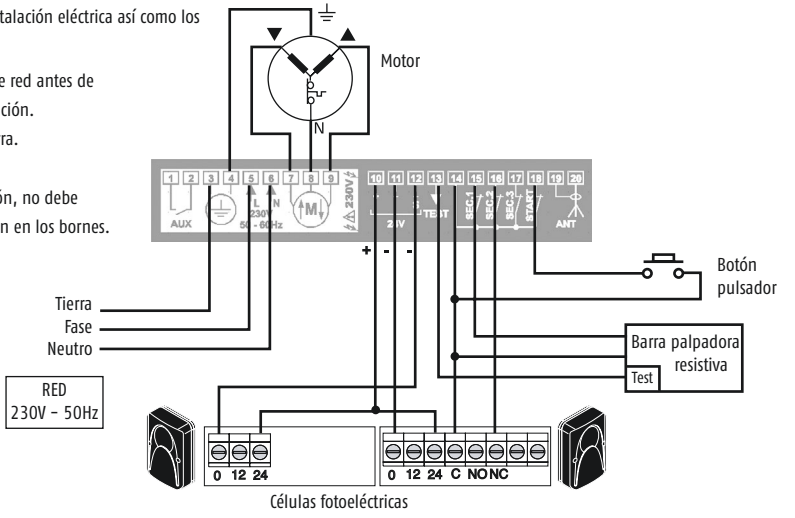 talación eléctrica así como los
e red antes de
ción.
ra.
ón, no debe
n en los bornes.
Motor
N
1 2 3 4 5 6 7 8 9 10 11 12 13 14 15 16 17 18 19 20
AUX
L N
230V
50 - 60Hz
M
230V
+ - S
24V
TEST
SEC.1
SEC.2
SEC.3
START
ANT
+ - -
Botón
pulsador
Tierra
Fase
Neutro
Barra palpadora
resistiva
Test
RED
230V - 50Hz
0 12 24
0 12 24 C NO NC
Células fotoeléctricas